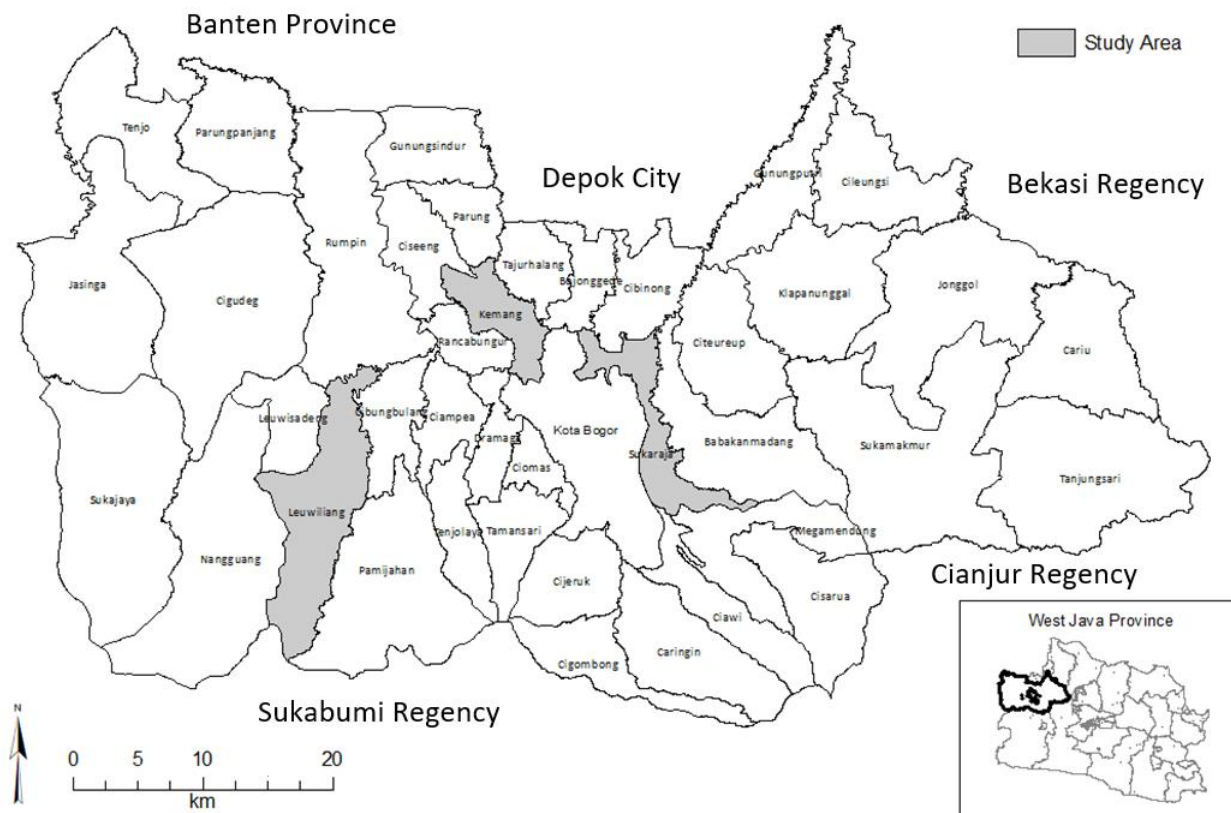 Banten Province
Study Area
Tenjo
Parungpanjang
Gunungsindur
Depok City
Gunungputri
Cileungsi
Bekasi Regency
Parung
Rumpin
Ciseeng
Tajurhalang
Bojonggede
Cibinong
Jasinga
Cigudeg
Kemang
Klapanunggal
Jonggol
Rancabungur
Citeureup
Cariu
Leuwisadeng
Cibungbulang
Ciampea
Dramaga
Kota Bogor
Babakanmadang
Sukamakmur
Ciomas
Sukaraja
Tanjungsari
Sukajaya
Leuwiliang
Nangguang
Tenjolaya
Tamansari
Megamendung
Pamijahan
Cijeruk
Cianjur Regency
Cisarua
Ciawi
Caringin
Cigombong
West Java Province
Sukabumi Regency
N
0 5 10 20
km